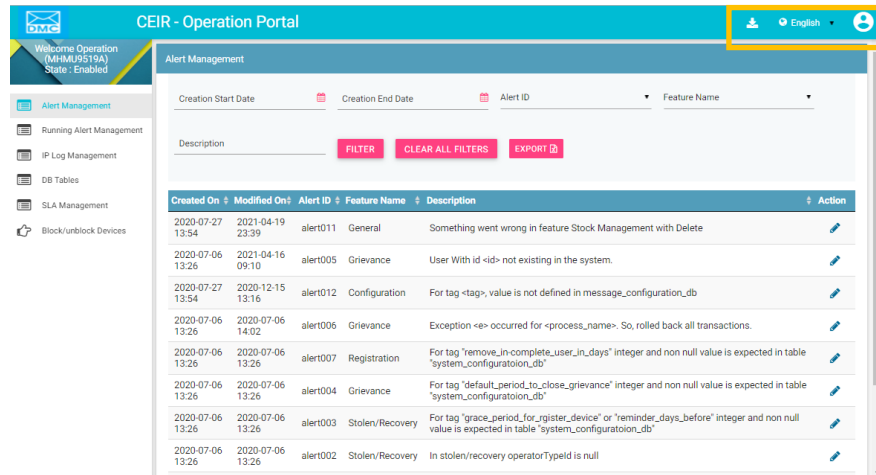 DMC
CEIR - Operation Portal
English
Welcome Operation
(MHMU9519A)
State : Enabled
Alert Management
Running Alert Management
IP Log Management
DB Tables
SLA Management
Block/unblock Devices
Alert Management
Creation Start Date
Creation End Date
Alert ID
Feature Name
Description
FILTER
CLEAR ALL FILTERS
EXPORT
Created On Modified On Alert ID Feature Name Description Action
2020-07-27 2021-04-19
13:54 23:39 alert011 General Something went wrong in feature Stock Management with Delete
2020-07-06 2021-04-16
13:26 09:10 alert005 Grievance User With id <id> not existing in the system.
2020-07-27 2020-12-15
13:54 13:16 alert012 Configuration For tag <tag>, value is not defined in message_configuration_db
2020-07-06 2020-07-06
13:26 14:02 alert006 Grievance Exception <e> occurred for <process_name>. So, rolled back all transactions.
2020-07-06 2020-07-06 alert007 Registration For tag "remove_in-complete_user_in_days" integer and non null value is expected in table
13:26 13:26 "system_configuratoion_db"
2020-07-06 2020-07-06 alert004 Grievance For tag "default_period_to_close_grievance" integer and non null value is expected in table
13:26 13:26 "system_configuratoion_db"
2020-07-06 2020-07-06 alert003 Stolen/Recovery For tag "grace_period_for_rgister_device" or "reminder_days_before" integer and non null
13:26 13:26 value is expected in table "system_configuratoion_db"
2020-07-06 2020-07-06
13:26 13:26 alert002 Stolen/Recovery In stolen/recovery operatorTypeId is null